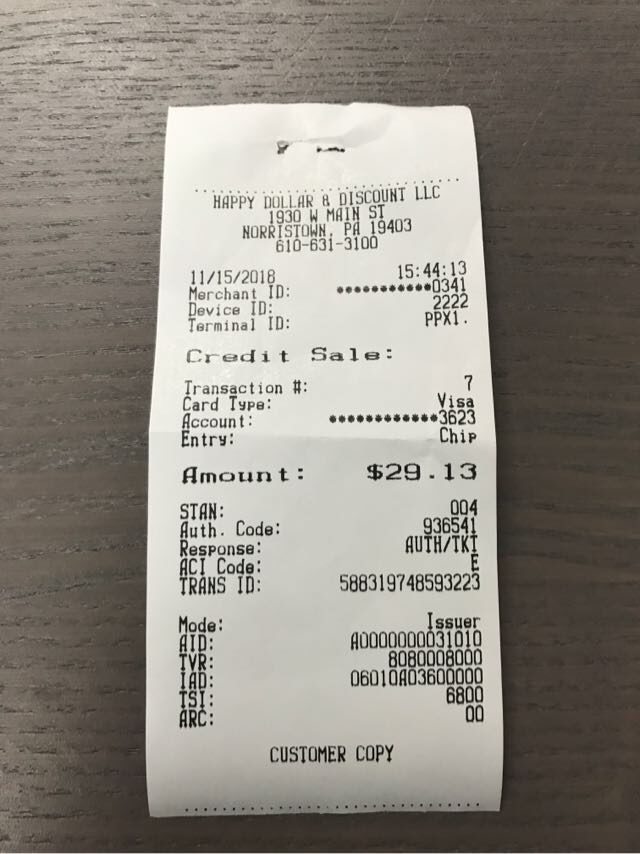 HAPPY DOLLAR & DISCOUNT LLC
1930 W MAIN ST
NORRISTOWN, PA 19403
610-631-3100
11/15/2018 15:44:13
Merchant ID: ***********0341
Device ID: 2222
Terminal ID: PPX1.
Credit Sale:
Transaction #: 7
Card Type: Visa
Account: ************3623
Entry: Chip
Amount: $29.13
STAN: 004
Auth. Code: 936541
Response: AUTH/TKT
ACI Code: E
TRANS ID: 588319748593223
Mode: Issuer
AID: A0000000031010
TVR: 8080008000
IAD: 06010A03600000
TSI: 6800
ARC: 00
CUSTOMER COPY